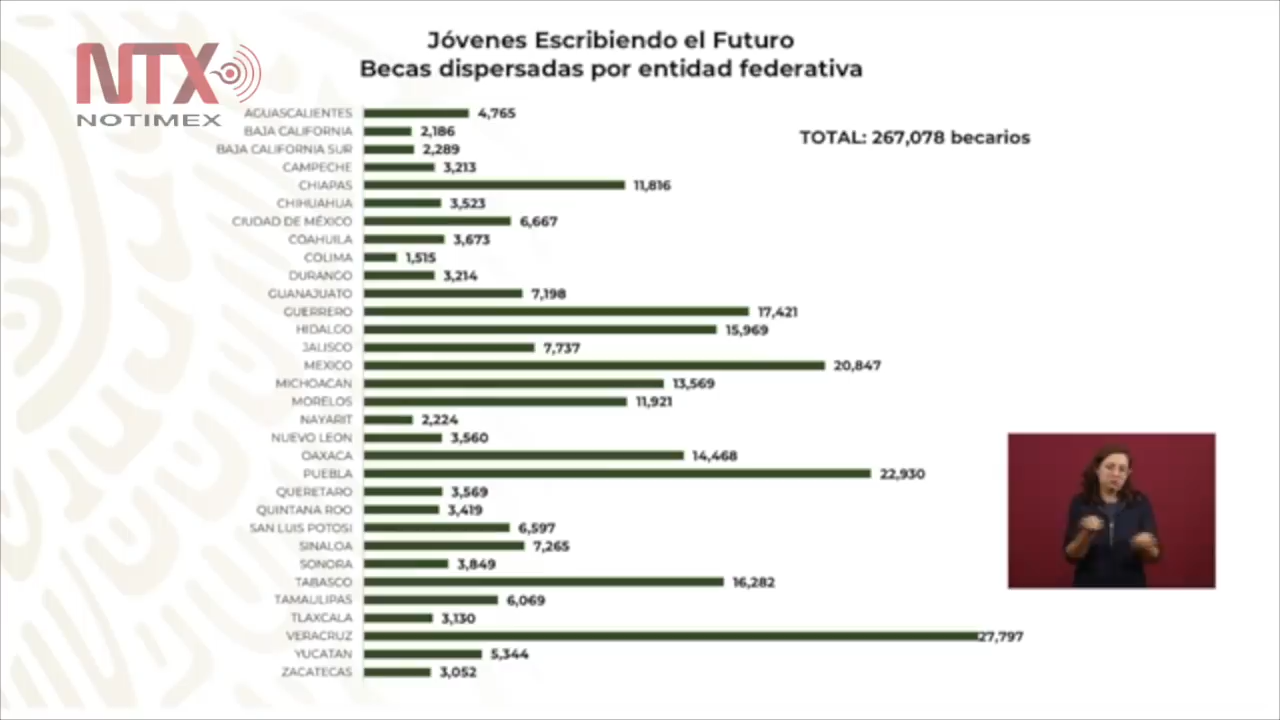 NTX
NOTIMEX
Jóvenes Escribiendo el Futuro
Becas dispersadas por entidad federativa
TOTAL: 267,078 becarios
AGUASCALIENTES 4,765
BAJA CALIFORNIA 2,186
BAJA CALIFORNIA SUR 2,289
CAMPECHE 3,213
CHIAPAS 11,816
CHIHUAHUA 3,523
CIUDAD DE MÉXICO 6,667
COAHUILA 3,673
COLIMA 1,515
DURANGO 3,214
GUANAJUATO 7,198
GUERRERO 17,421
HIDALGO 15,969
JALISCO 7,737
MEXICO 20,847
MICHOACAN 13,569
MORELOS 11,921
NAYARIT 2,224
NUEVO LEON 3,560
OAXACA 14,468
PUEBLA 22,930
QUERETARO 3,569
QUINTANA ROO 3,419
SAN LUIS POTOSI 6,597
SINALOA 7,265
SONORA 3,849
TABASCO 16,282
TAMAULIPAS 6,069
TLAXCALA 3,130
VERACRUZ 27,797
YUCATAN 5,344
ZACATECAS 3,052